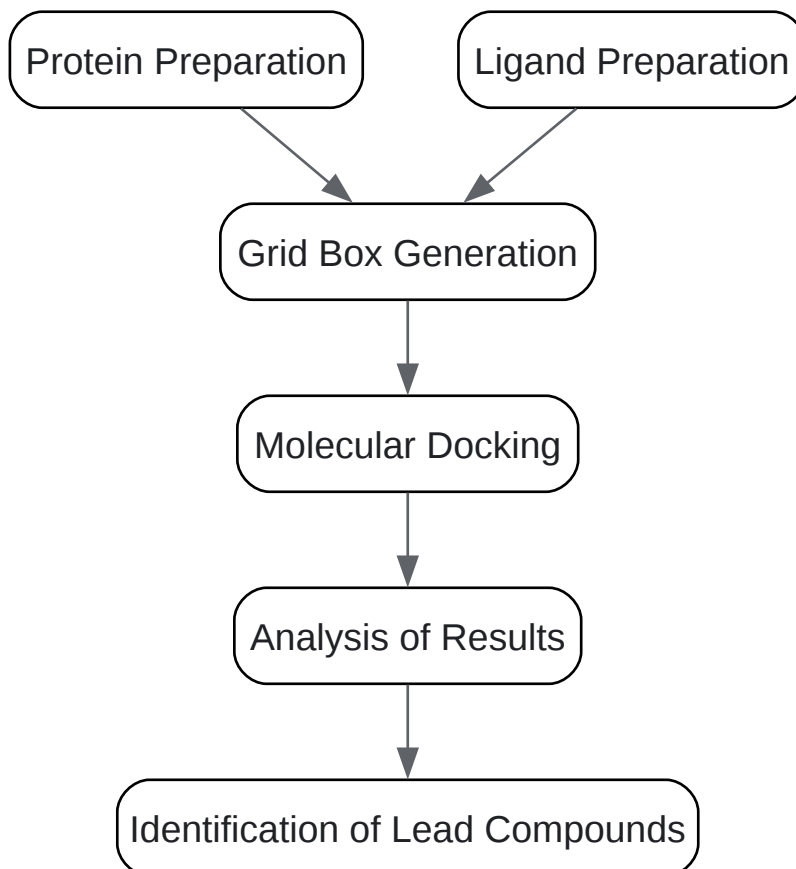 Protein Preparation
Ligand Preparation
Grid Box Generation
Molecular Docking
Analysis of Results
Identification of Lead Compounds